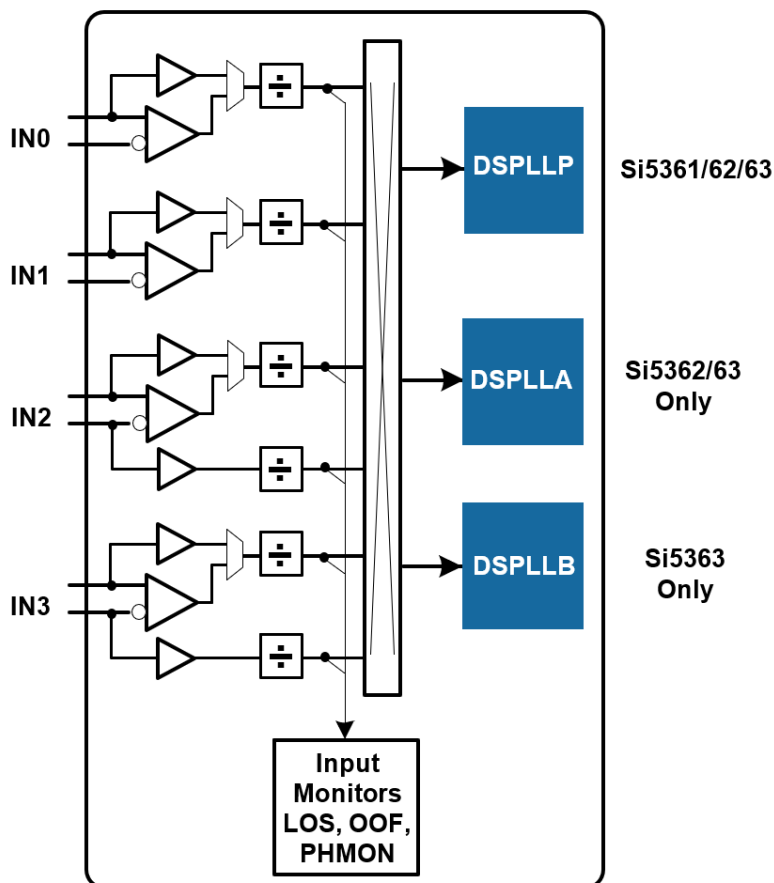 IN0
÷
DSPLLP
Si5361/62/63
IN1
÷
IN2
÷
÷
DSPLLA
Si5362/63
Only
IN3
÷
÷
DSPLLB
Si5363
Only
Input
Monitors
LOS, OOF,
PHMON